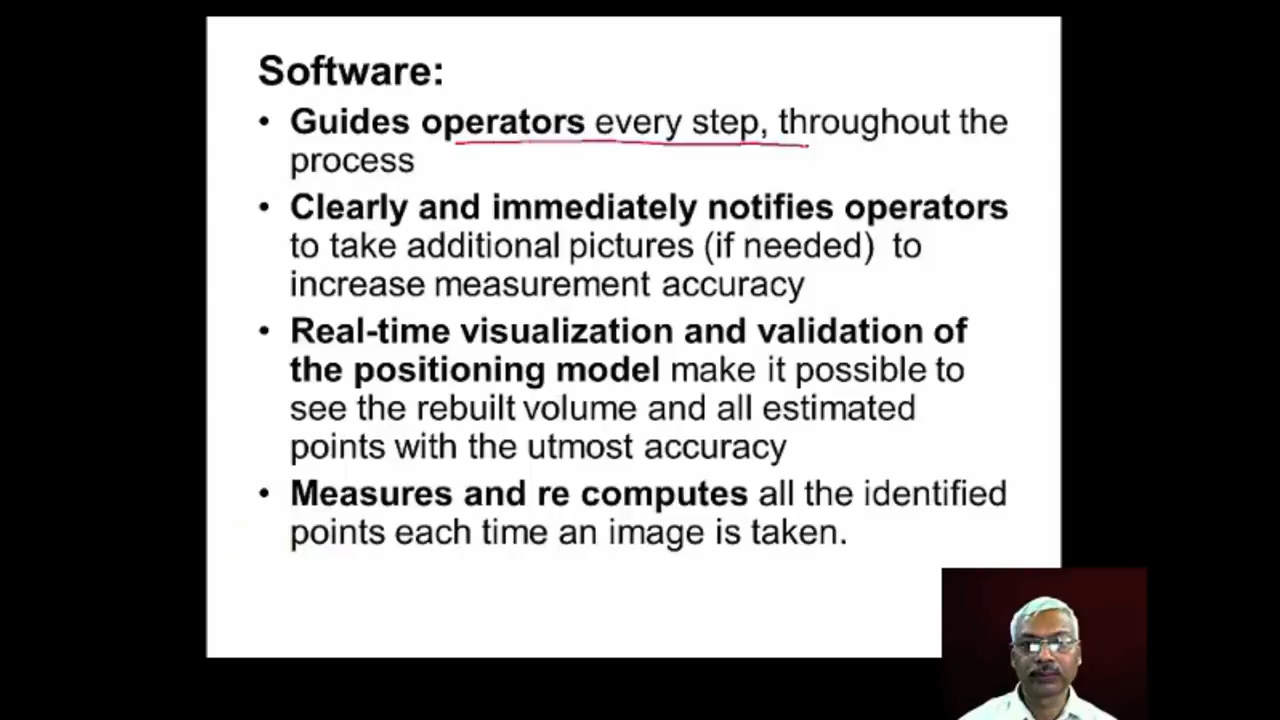 Software:
• Guides operators every step, throughout the
process
• Clearly and immediately notifies operators
to take additional pictures (if needed) to
increase measurement accuracy
• Real-time visualization and validation of
the positioning model make it possible to
see the rebuilt volume and all estimated
points with the utmost accuracy
• Measures and re computes all the identified
points each time an image is taken.